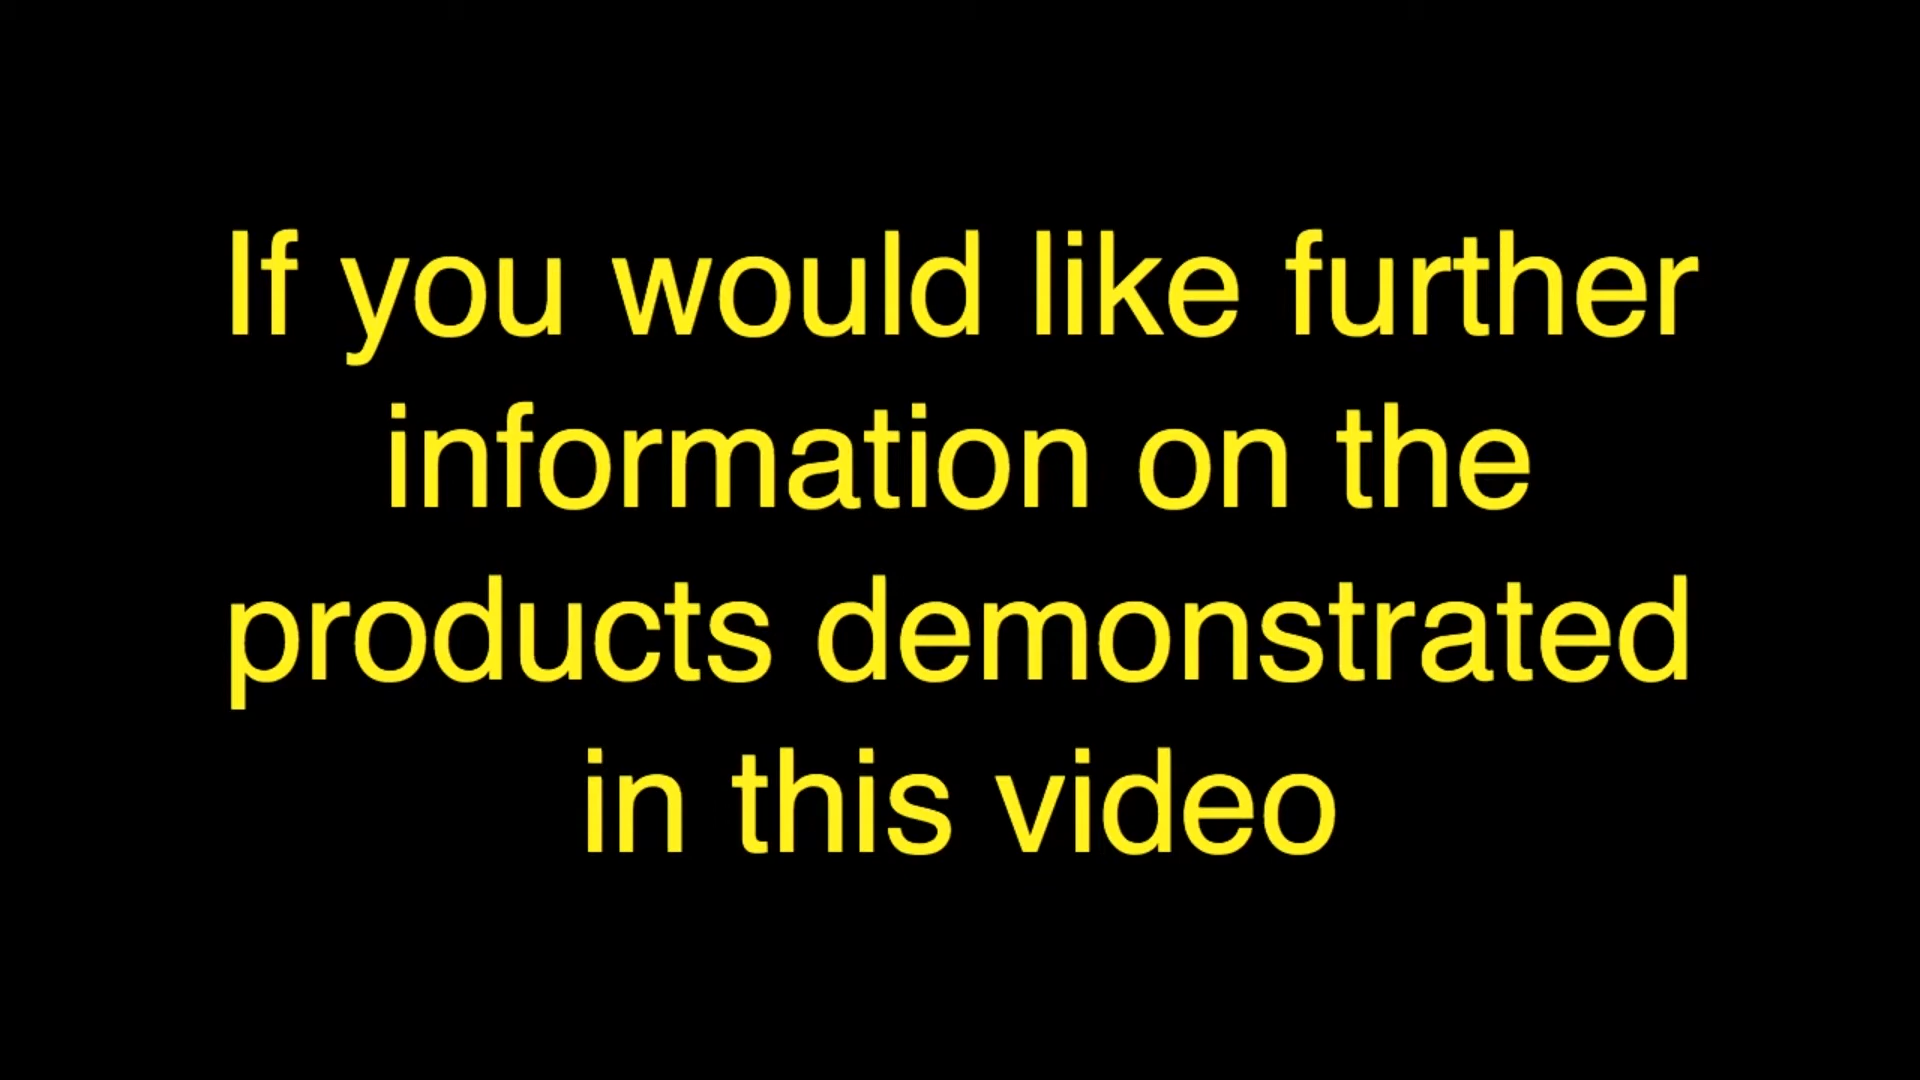 If you would like further
information on the
products demonstrated
in this video